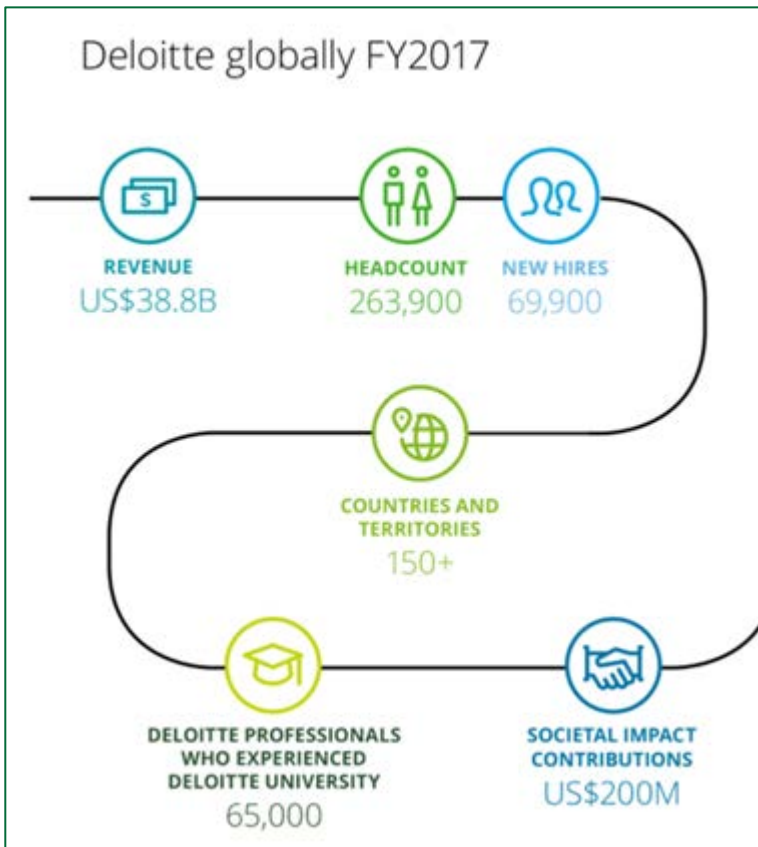 Deloitte globally FY2017
$
REVENUE
US$38.8B
HEADCOUNT
263,900
NEW HIRES
69,900
COUNTRIES AND
TERRITORIES
150+
DELOITTE PROFESSIONALS
WHO EXPERIENCED
DELOITTE UNIVERSITY
65,000
SOCIETAL IMPACT
CONTRIBUTIONS
US$200M